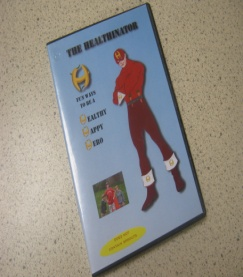 THE HEALTHINATOR
FUN WAYS
TO BE A
EALTHY
APPY
ERO